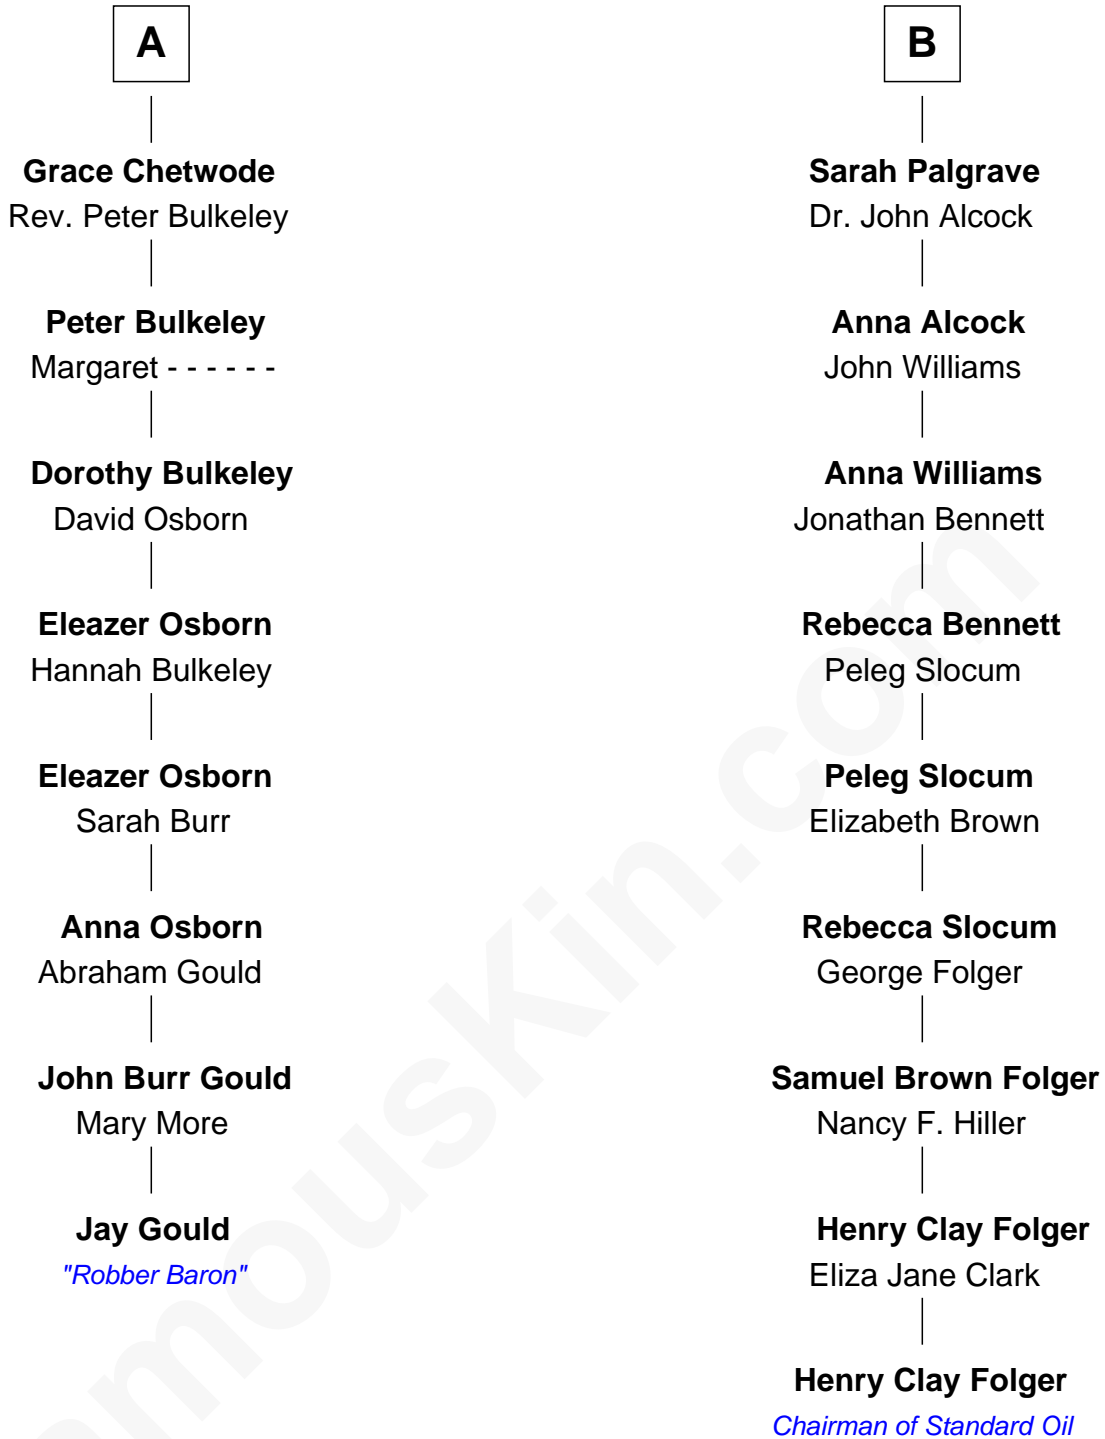 A
Grace Chetwode
Rev. Peter Bulkeley
Peter Bulkeley
Margaret - - - - - -
Dorothy Bulkeley
David Osborn
Eleazer Osborn
Hannah Bulkeley
Eleazer Osborn
Sarah Burr
Anna Osborn
Abraham Gould
John Burr Gould
Mary More
Jay Gould
"Robber Baron"
B
Sarah Palgrave
Dr. John Alcock
Anna Alcock
John Williams
Anna Williams
Jonathan Bennett
Rebecca Bennett
Peleg Slocum
Peleg Slocum
Elizabeth Brown
Rebecca Slocum
George Folger
Samuel Brown Folger
Nancy F. Hiller
Henry Clay Folger
Eliza Jane Clark
Henry Clay Folger
Chairman of Standard Oil
amousKin.com